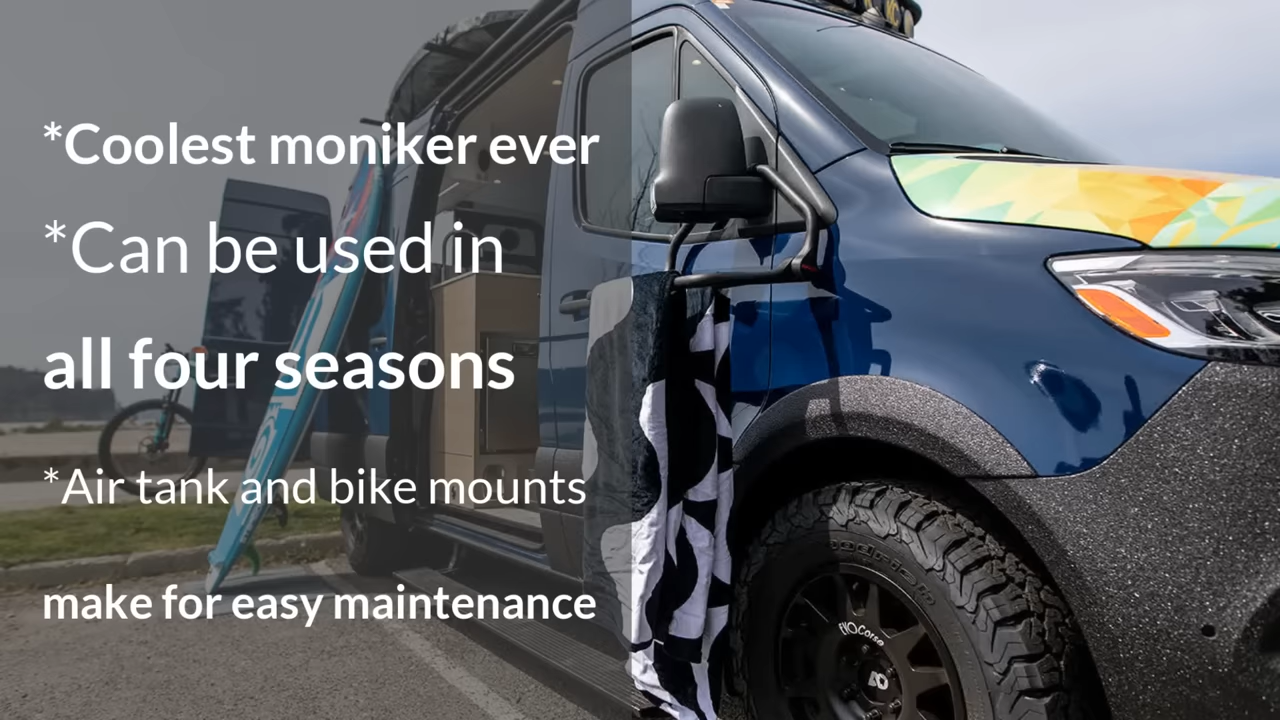 *Coolest moniker ever
*Can be used in
all four seasons
*Air tank and bike mounts
make for easy maintenance
EVOCorse